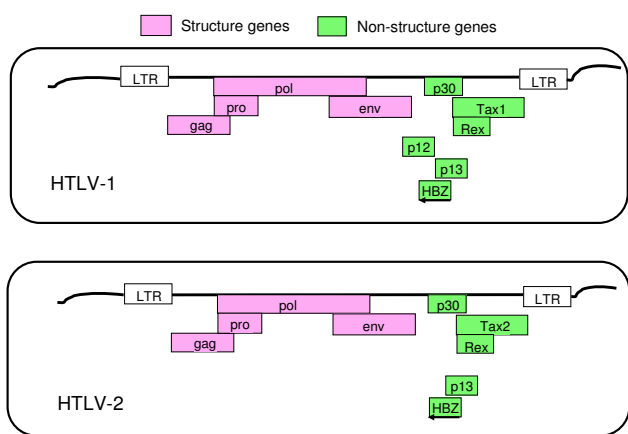 Structure genes Non-structure genes
LTR LTR
pol p30
pro env Tax1
gag Rex
p12
p13
HTLV-1 HBZ
LTR LTR
pol p30
pro env Tax2
gag Rex
p13
HTLV-2 HBZ